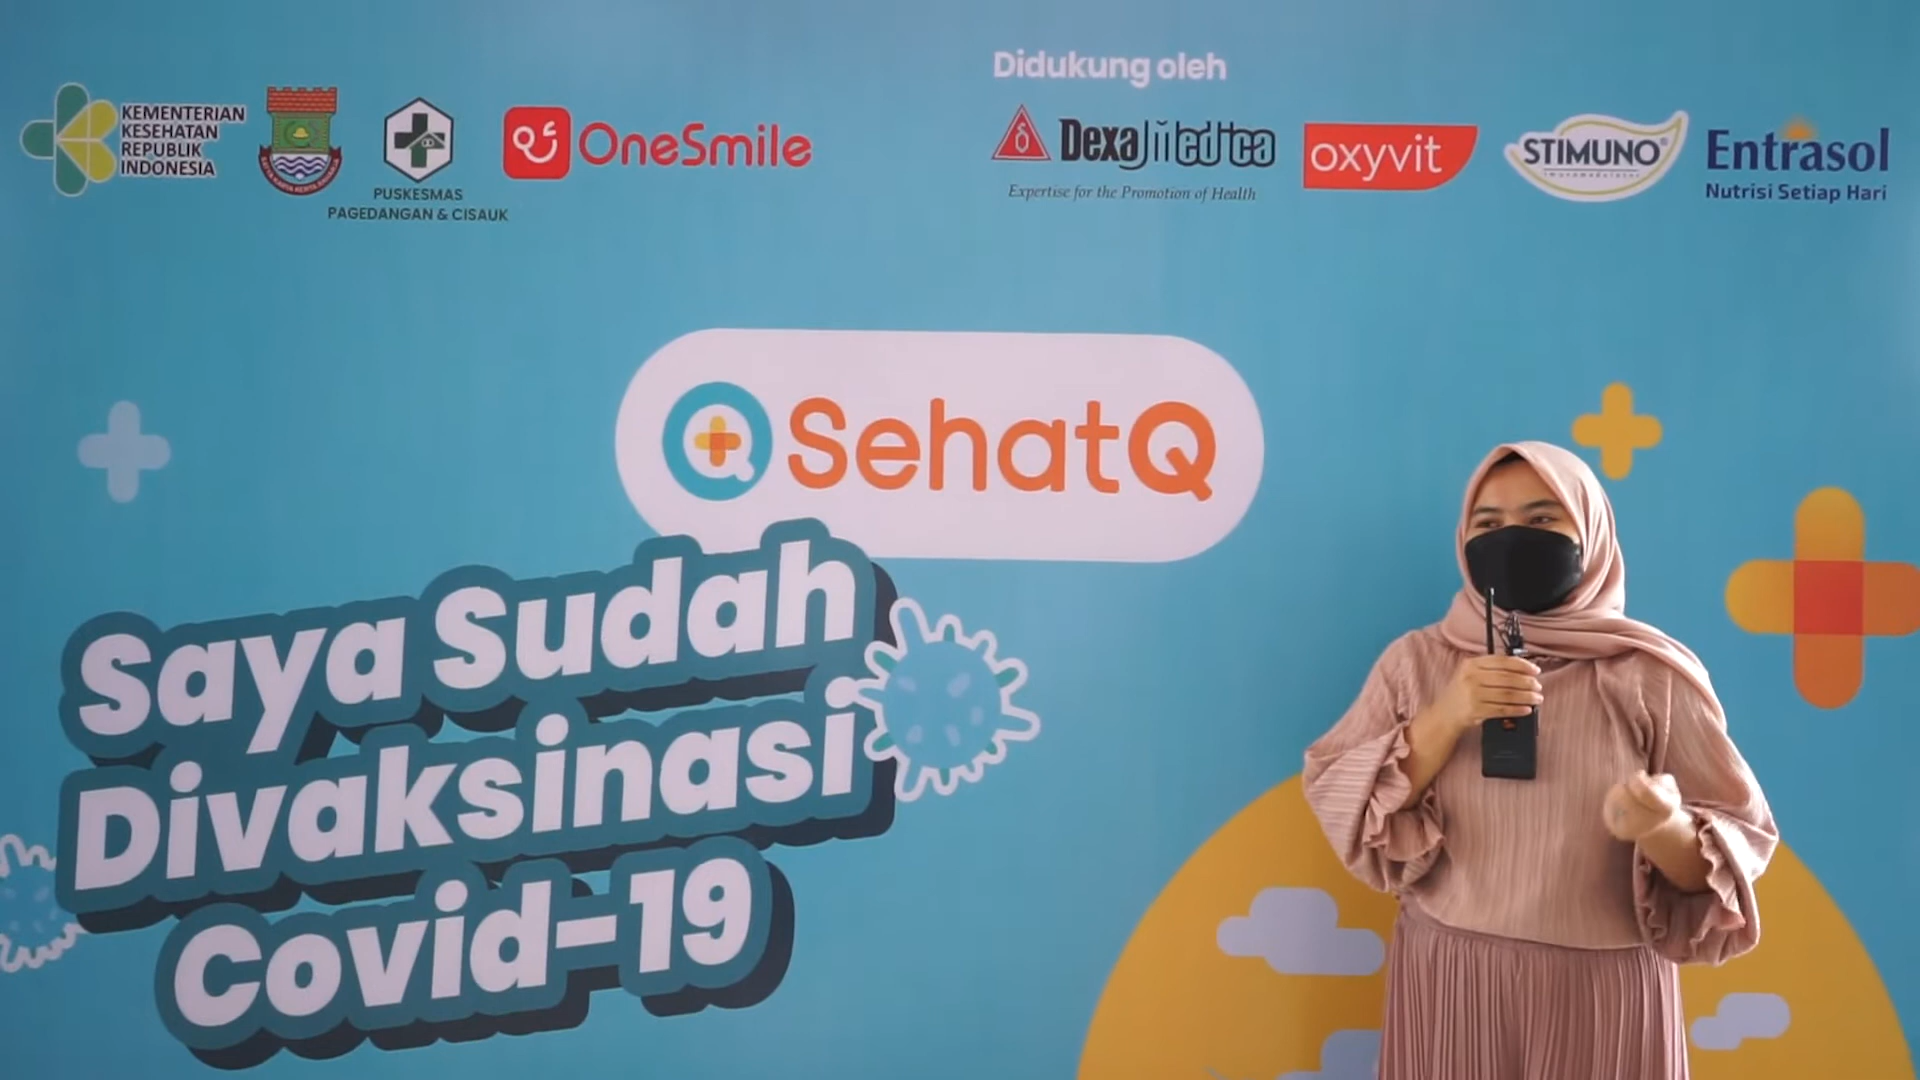 KEMENTERIAN
KESEHATAN
REPUBLIK
INDONESIA
PUSKESMAS
PAGEDANGAN & CISAUK
OneSmile
Didukung oleh
DexaMedica
Expertise for the Promotion of Health
oxyvit
STIMUNO®
Entrasol
Nutrisi Setiap Hari
SehatQ
Saya Sudah
Divaksinasi
Covid-19